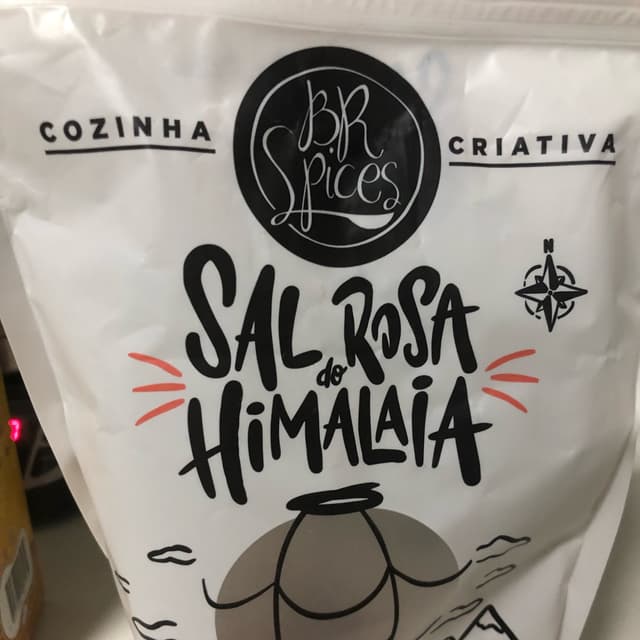 BR
Spices
COZINHA
CRIATIVA
N
SAL ROSA
do
HIMALAIA